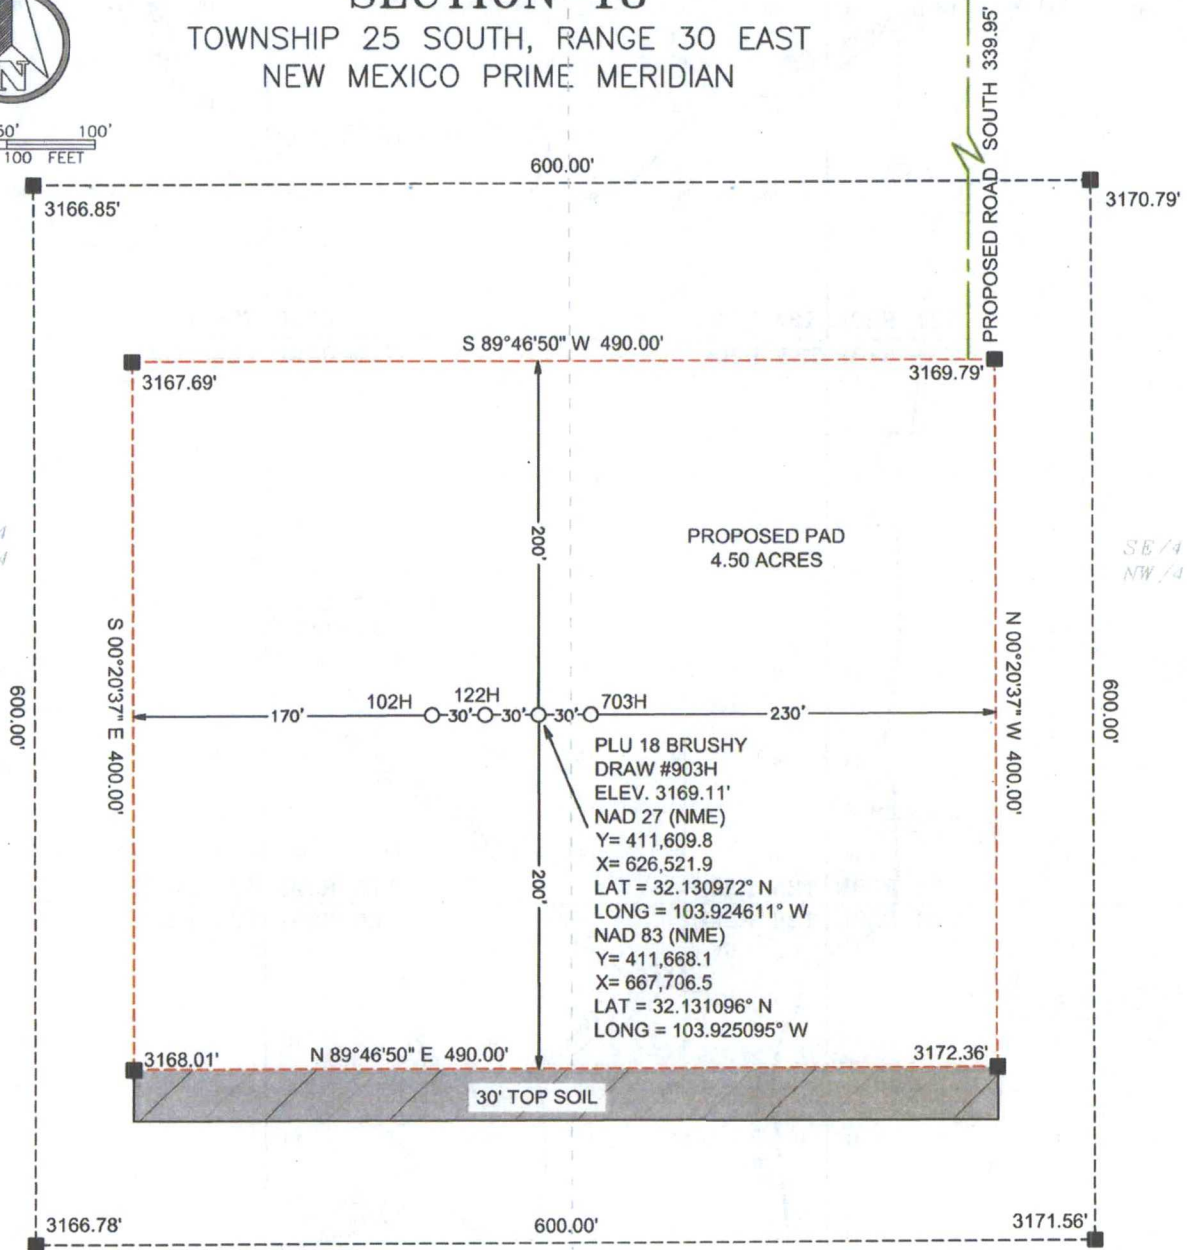 SECTION 18
TOWNSHIP 25 SOUTH, RANGE 30 EAST
NEW MEXICO PRIME MERIDIAN
N
100'
100 FEET
PROPOSED ROAD SOUTH 339.95'
600.00'
3166.85'
3170.79'
S 89°46'50" W 490.00'
3167.69'
3169.79'
200'
PROPOSED PAD
4.50 ACRES
SE/4
NW/4
S 00°20'37" E 400.00'
N 00°20'37" W 400.00'
600.00'
600.00'
170'
102H
30'
122H
30'
30'
703H
230'
PLU 18 BRUSHY
DRAW #903H
ELEV. 3169.11'
NAD 27 (NME)
Y= 411,609.8
X= 626,521.9
LAT = 32.130972° N
LONG = 103.924611° W
NAD 83 (NME)
Y= 411,668.1
X= 667,706.5
LAT = 32.131096° N
LONG = 103.925095° W
200'
3168.01'
N 89°46'50" E 490.00'
3172.36'
30' TOP SOIL
3166.78'
600.00'
3171.56'